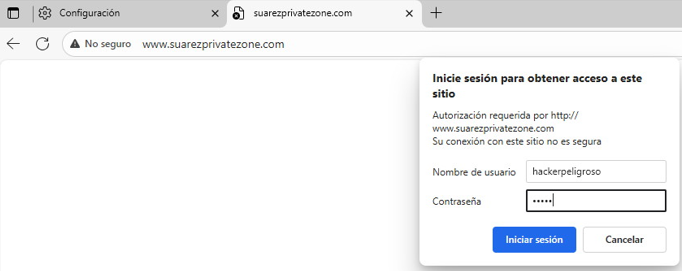 Configuración
suarezprivatezone.com
No seguro
www.suarezprivatezone.com
Inicie sesión para obtener acceso a este
sitio
Autorización requerida por http://
www.suarezprivatezone.com
Su conexión con este sitio no es segura
Nombre de usuario hackerpeligroso
Contraseña •••••
Iniciar sesión Cancelar